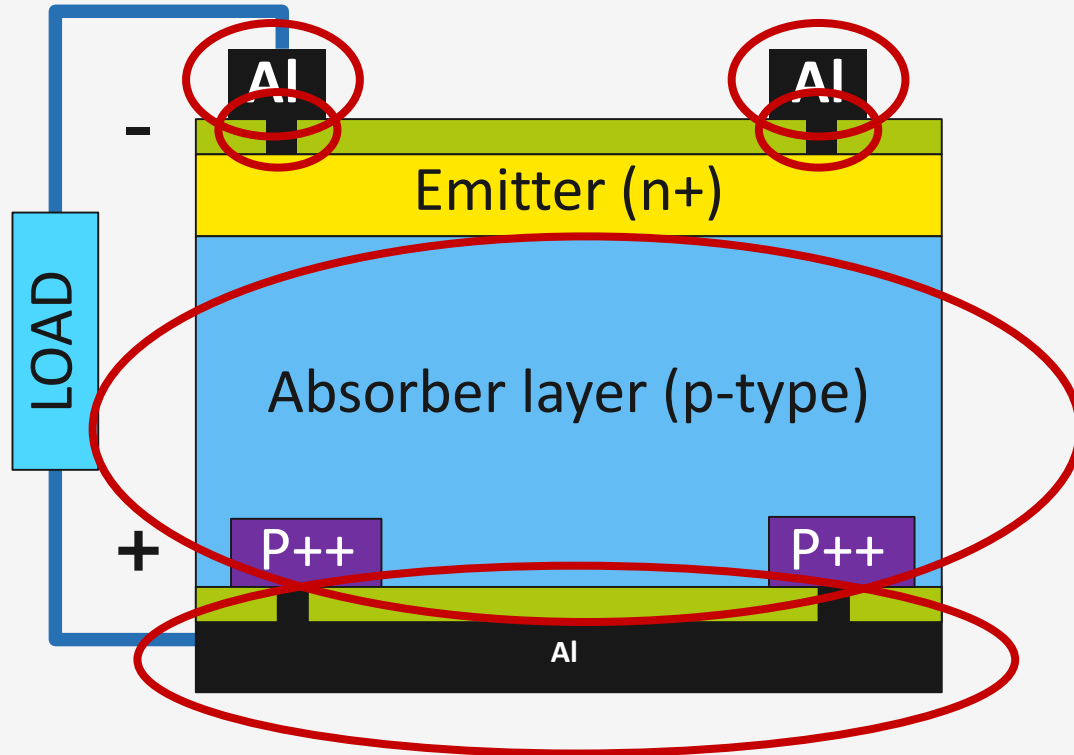 Al
Al
-
Emitter (n+)
LOAD
Absorber layer (p-type)
+
P++
P++
Al